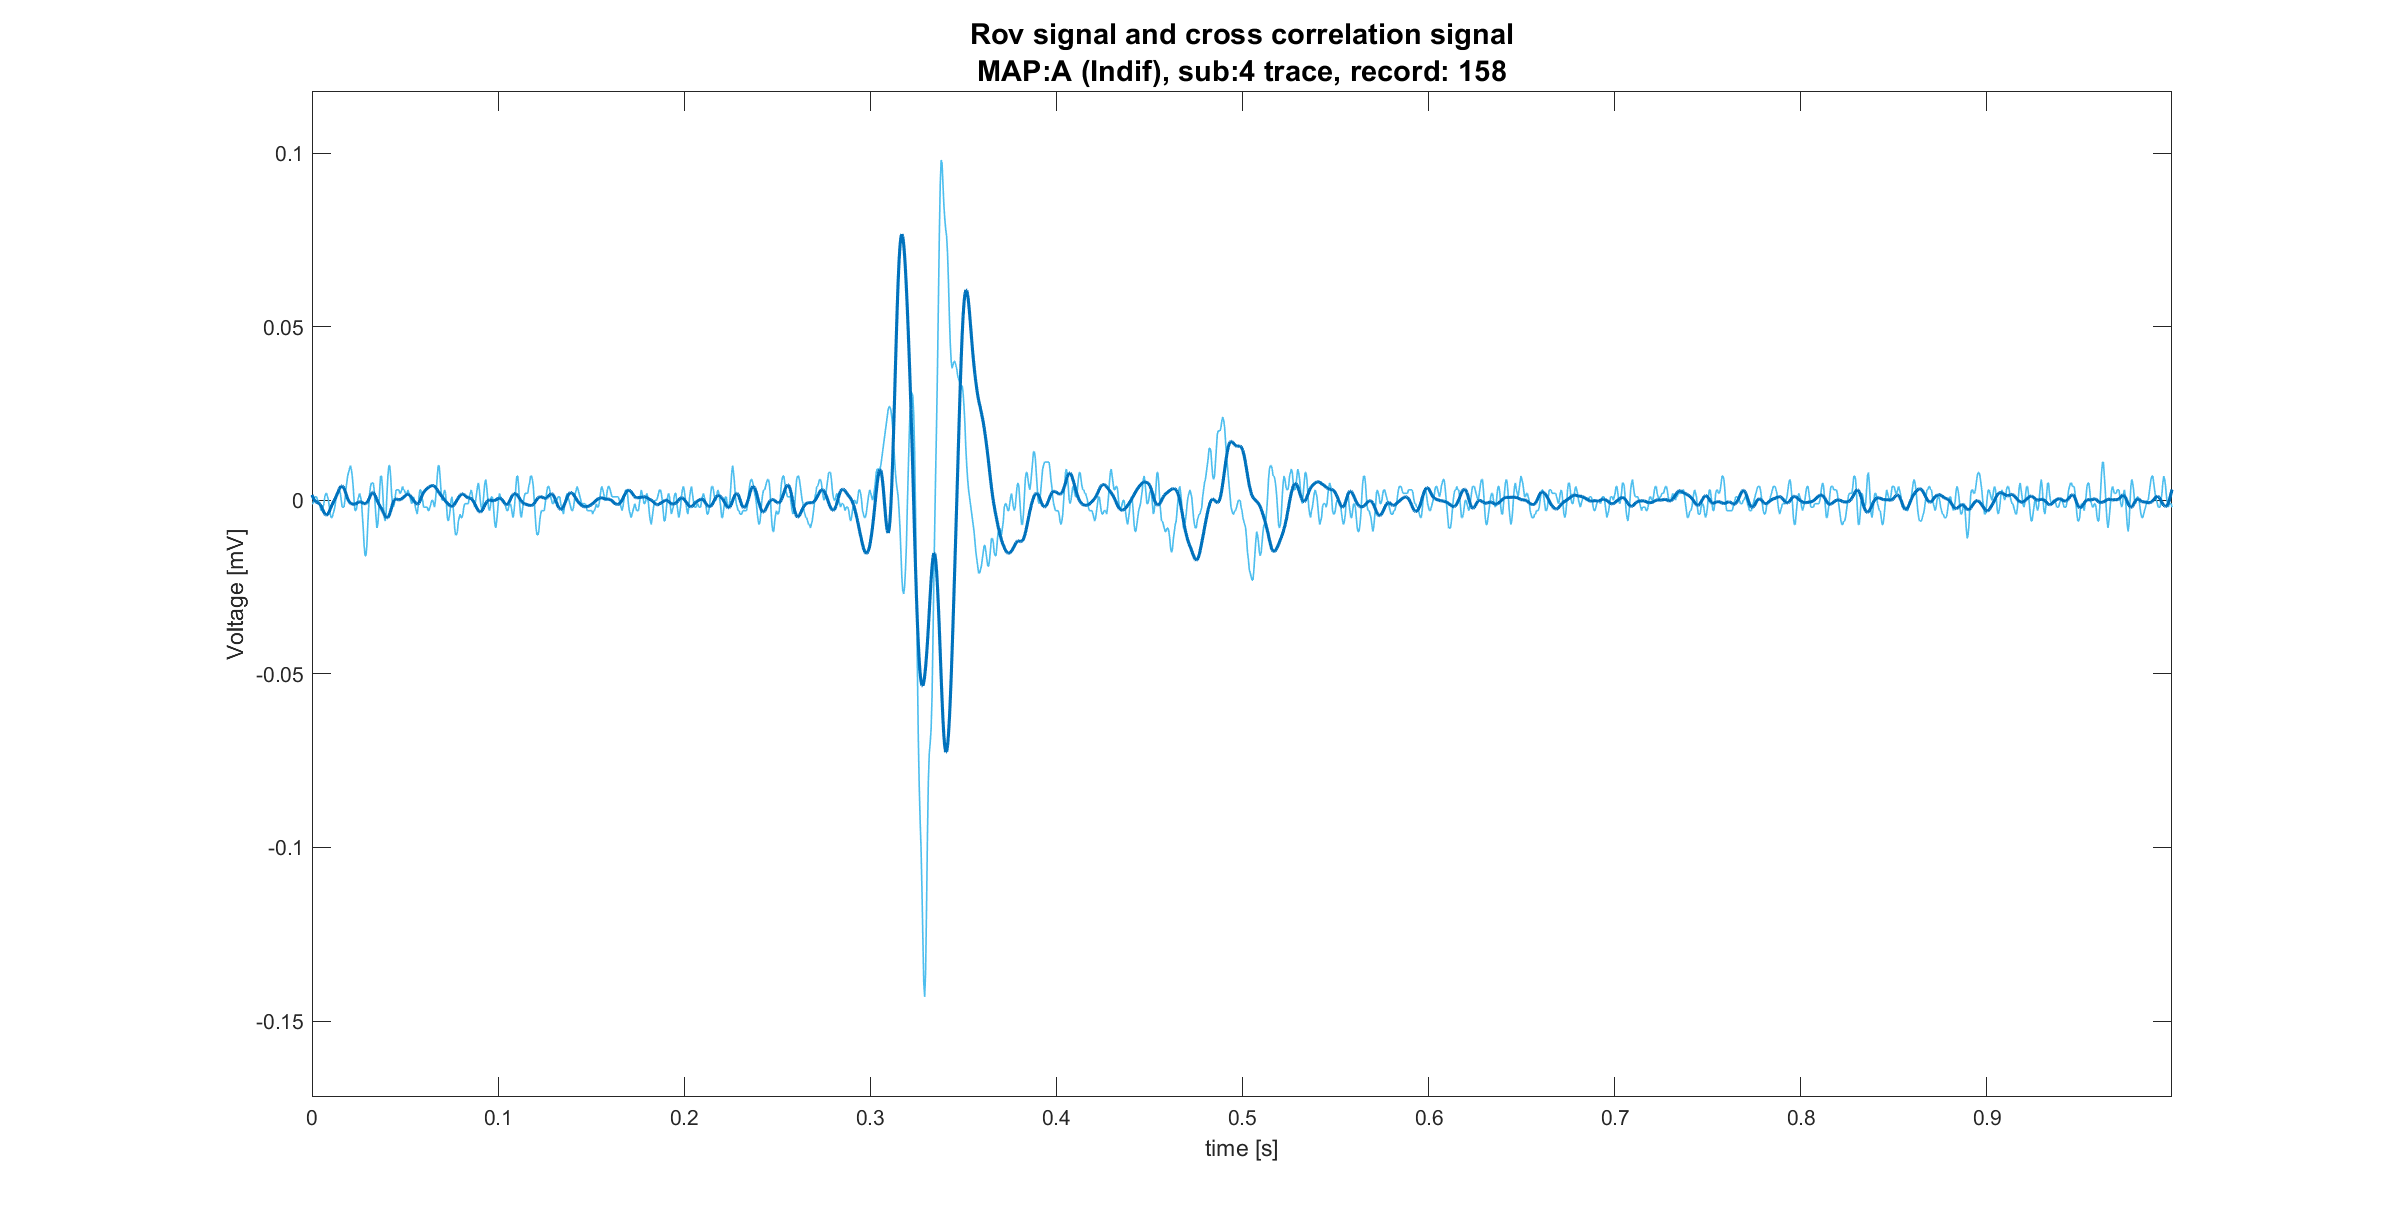 Rov signal and cross correlation signal
MAP:A (Indif), sub:4 trace, record: 158
0.1
0.05
0
-0.05
-0.1
-0.15
Voltage [mV]
0 0.1 0.2 0.3 0.4 0.5 0.6 0.7 0.8 0.9
time [s]